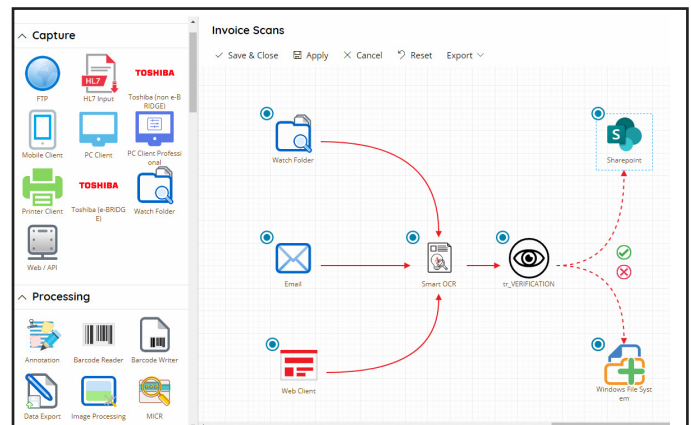 Capture
FTP
HL7
HL7 Input
TOSHIBA
Toshiba (non e-B
RIDGE)
Mobile Client
PC Client
PC Client Professi
onal
Printer Client
TOSHIBA
Toshiba (e-BRIDG
E)
Watch Folder
Web / API
Processing
Annotation
Barcode Reader
Barcode Writer
Data Export
Image Processing
MICR
Invoice Scans
Save & Close
Apply
Cancel
Reset
Export
Watch Folder
S
Sharepoint
Email
Smart OCR
tr_VERIFICATION
Web Client
Windows File Syst
em